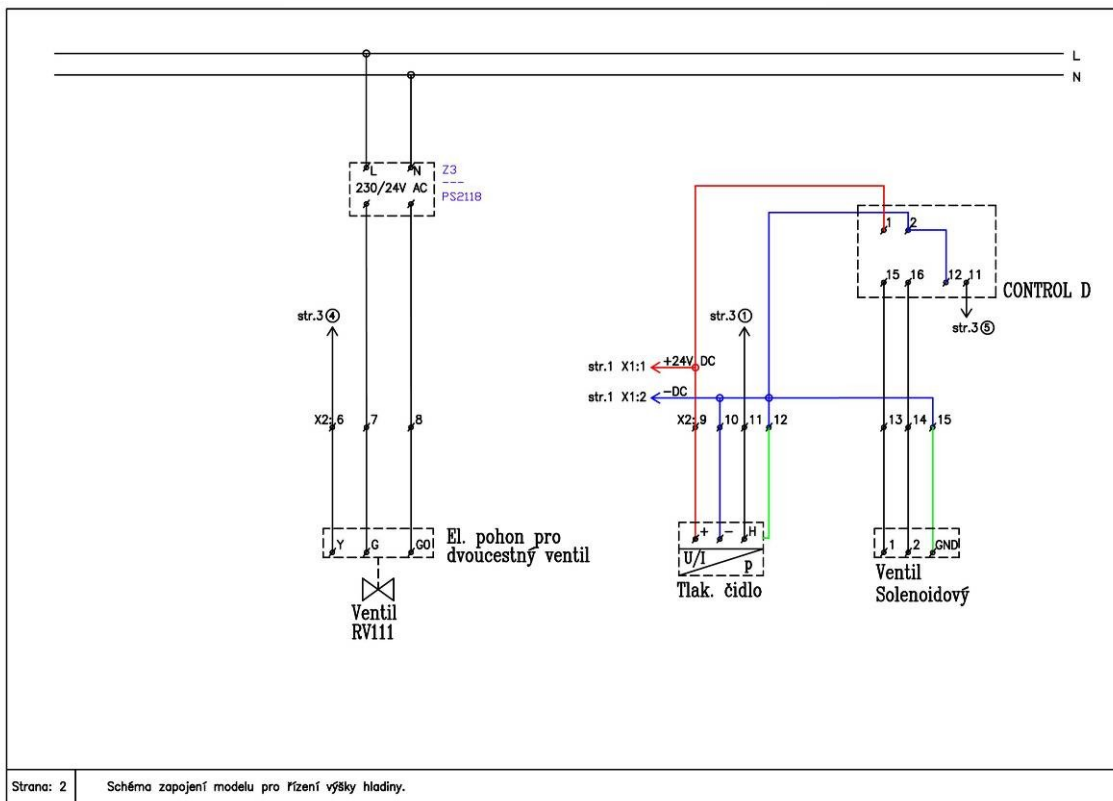 L
N
L N
230/24V AC
Z3
---
PS2118
1 2
15 16 12 11
CONTROL D
str.3 4
str.3 1
str.3 5
str.1 X1:1 +24V DC
str.1 X1:2 -DC
X2: 6 7 8
X2: 9 10 11 12 13 14 15
Y G G0
El. pohon pro
dvoucestný ventil
Ventil
RV111
+ - H
U/I p
Tlak. čidlo
1 2 GND
Ventil
Solenoidový
Strana: 2 Schéma zapojení modelu pro řízení výšky hladiny.